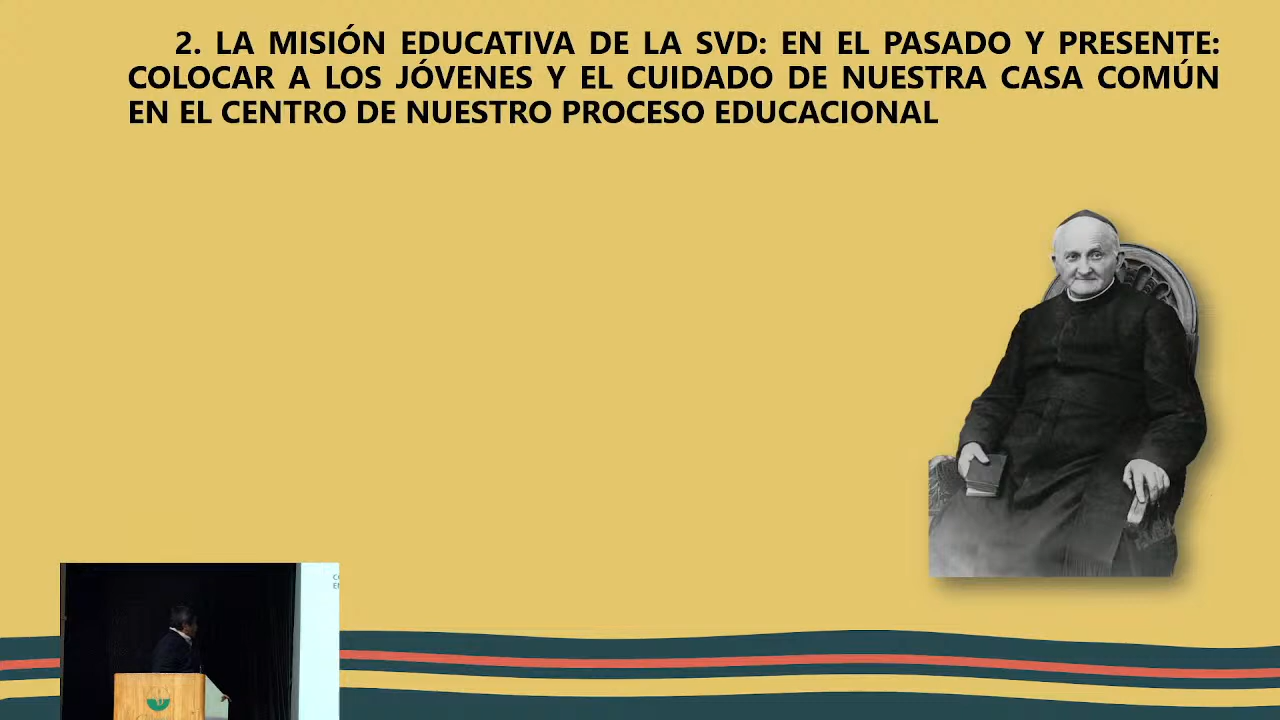 2. LA MISIÓN EDUCATIVA DE LA SVD: EN EL PASADO Y PRESENTE:
COLOCAR A LOS JÓVENES Y EL CUIDADO DE NUESTRA CASA COMÚN
EN EL CENTRO DE NUESTRO PROCESO EDUCACIONAL